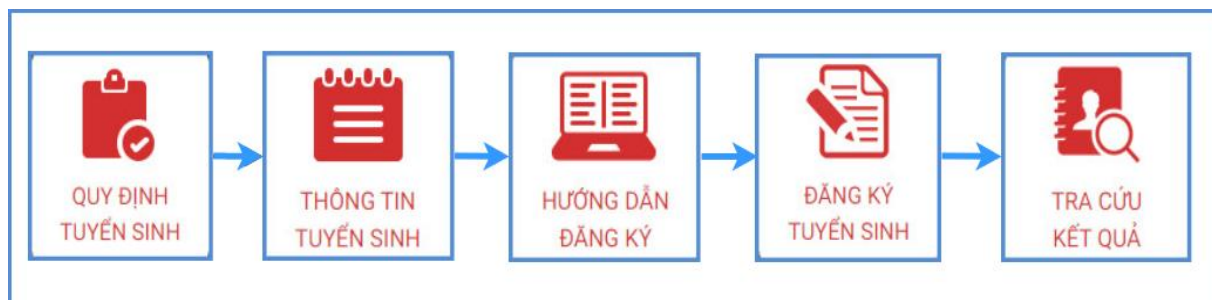 QUY ĐỊNH
TUYỂN SINH
THÔNG TIN
TUYỂN SINH
HƯỚNG DẪN
ĐĂNG KÝ
ĐĂNG KÝ
TUYỂN SINH
TRA CỨU
KẾT QUẢ